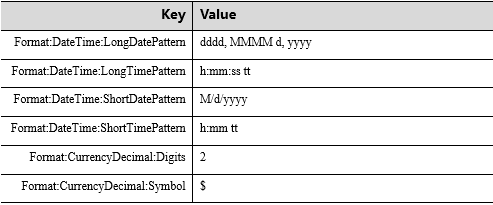 Key Value
Format:DateTime:LongDatePattern dddd, MMMM d, yyyy
Format:DateTime:LongTimePattern h:mm:ss tt
Format:DateTime:ShortDatePattern M/d/yyyy
Format:DateTime:ShortTimePattern h:mm tt
Format:CurrencyDecimal:Digits 2
Format:CurrencyDecimal:Symbol $